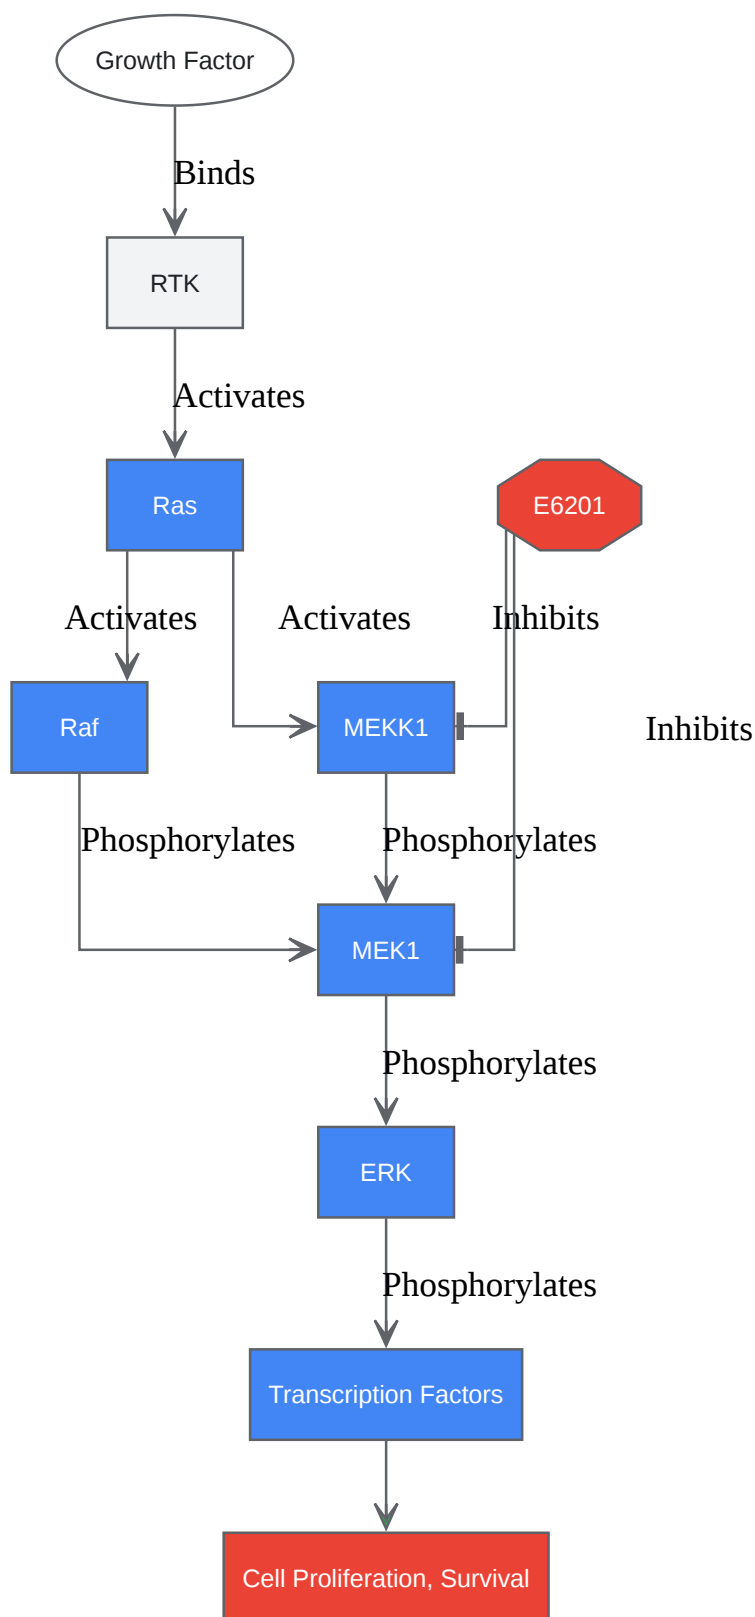 Growth Factor
Binds
RTK
Activates
Ras
E6201
Activates
Activates
Inhibits
Raf
MEKK1
Inhibits
Phosphorylates
Phosphorylates
MEK1
Phosphorylates
ERK
Phosphorylates
Transcription Factors
Cell Proliferation, Survival